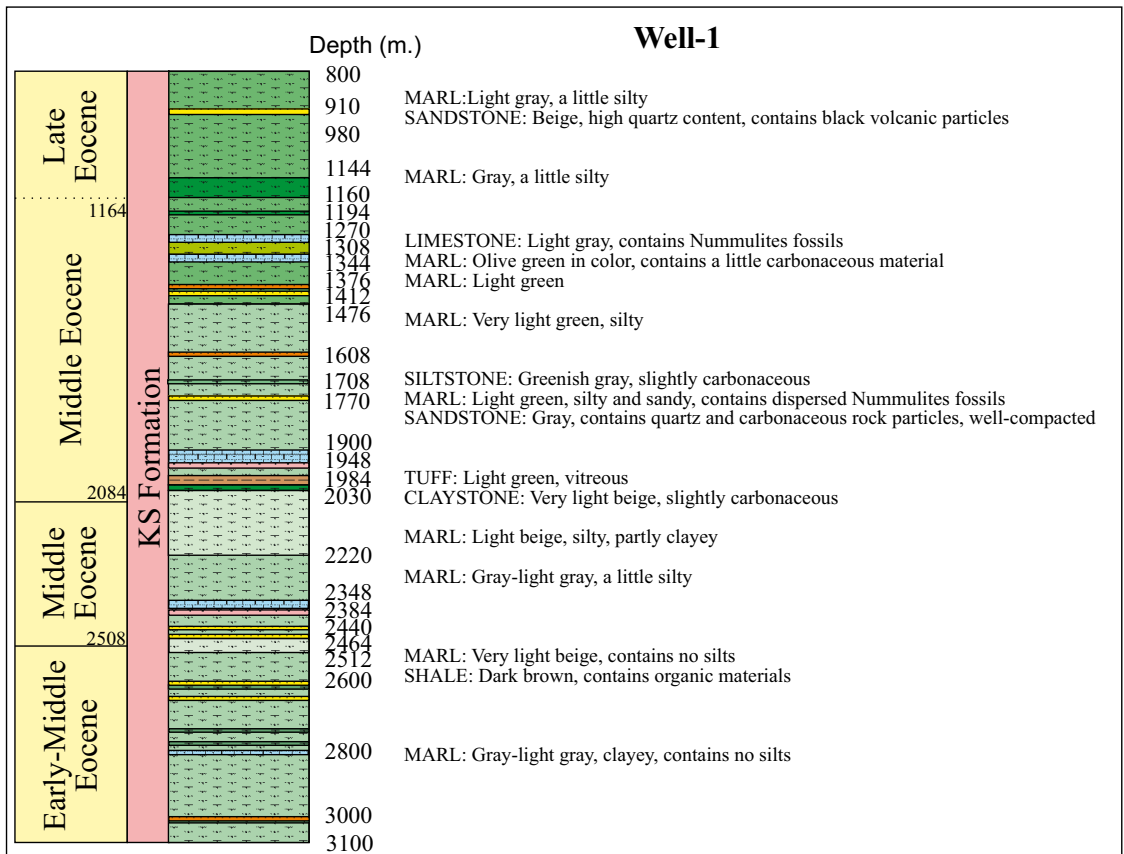 Depth (m.)
Well-1
800
910
980
1144
1160
1194
1270
1308
1344
1376
1412
1476
1608
1708
1770
1900
1948
1984
2030
2220
2348
2384
2440
2464
2512
2600
2800
3000
3100
Late
Eocene
1164
Middle Eocene
2084
Middle
Eocene
2508
Early-Middle
Eocene
KS Formation
MARL:Light gray, a little silty
SANDSTONE: Beige, high quartz content, contains black volcanic particles
MARL: Gray, a little silty
LIMESTONE: Light gray, contains Nummulites fossils
MARL: Olive green in color, contains a little carbonaceous material
MARL: Light green
MARL: Very light green, silty
SILTSTONE: Greenish gray, slightly carbonaceous
MARL: Light green, silty and sandy, contains dispersed Nummulites fossils
SANDSTONE: Gray, contains quartz and carbonaceous rock particles, well-compacted
TUFF: Light green, vitreous
CLAYSTONE: Very light beige, slightly carbonaceous
MARL: Light beige, silty, partly clayey
MARL: Gray-light gray, a little silty
MARL: Very light beige, contains no silts
SHALE: Dark brown, contains organic materials
MARL: Gray-light gray, clayey, contains no silts